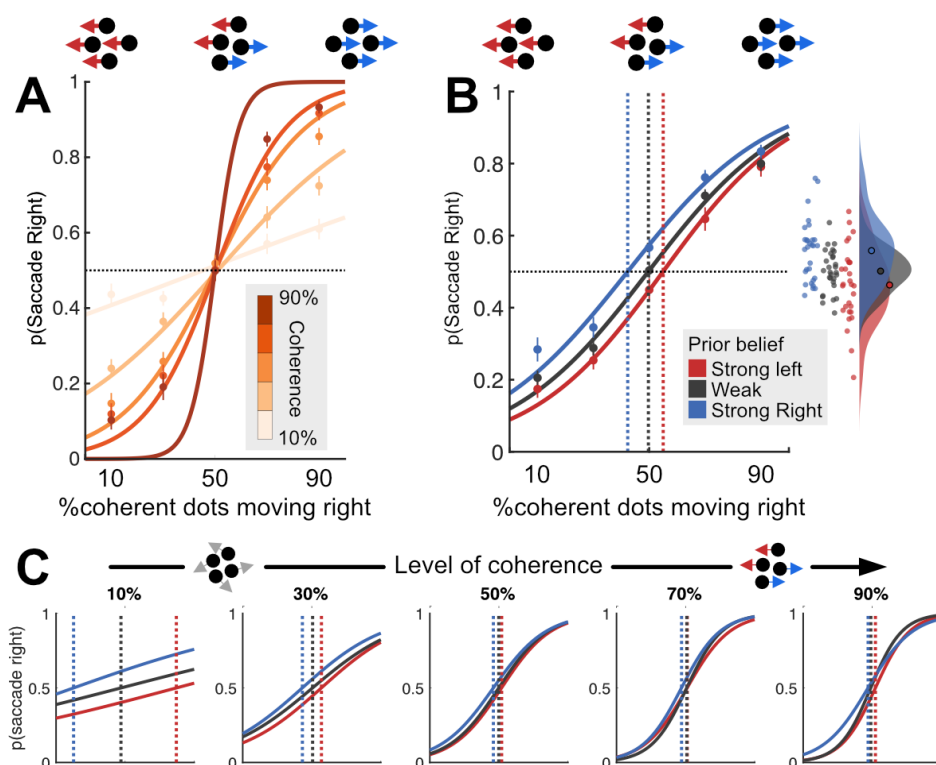 A
p(Saccade Right)
1
0.8
0.6
0.4
0.2
0
10
50
90
%coherent dots moving right
90%
Coherence
10%
B
p(Saccade Right)
1
0.8
0.6
0.4
0.2
0
10
50
90
%coherent dots moving right
Prior belief
Strong left
Weak
Strong Right
C
Level of coherence
10%
30%
50%
70%
90%
p(saccade right)
1
0.5
0
1
0.5
0
1
0.5
0
1
0.5
0
1
0.5
0